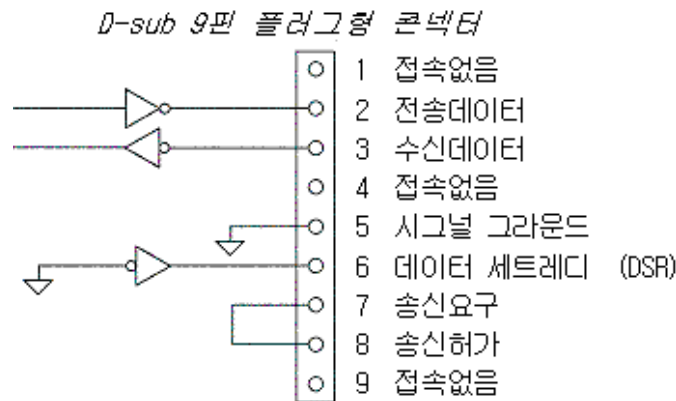 D-sub 9핀 플러그형 콘넥터
1 접속없음
2 전송데이터
3 수신데이터
4 접속없음
5 시그널 그라운드
6 데이터 세트레디 (DSR)
7 송신요구
8 송신허가
9 접속없음